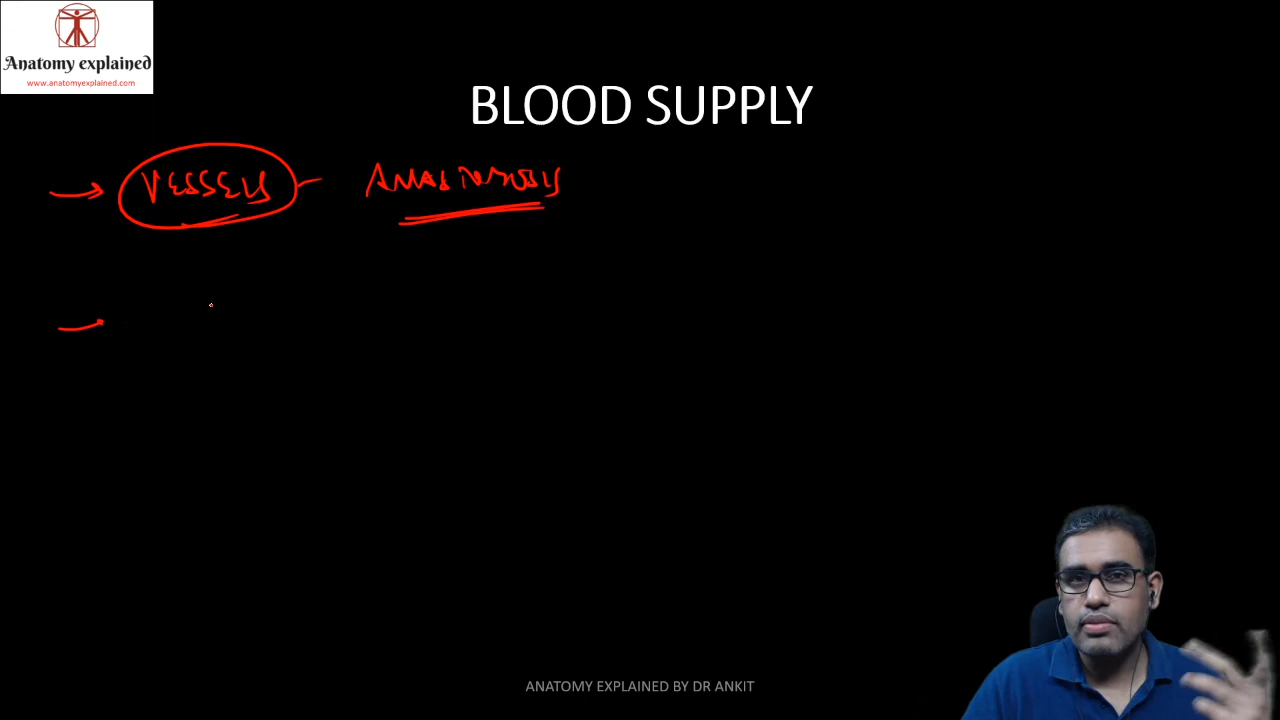 Anatomy explained
www.anatomyexplained.com
BLOOD SUPPLY
VESSELS - ANASTOMOSIS
ANATOMY EXPLAINED BY DR ANKIT